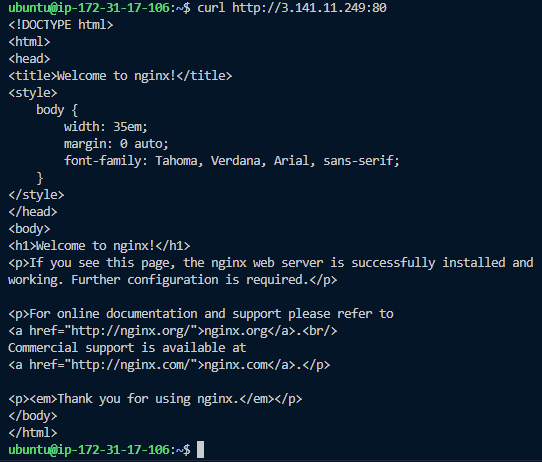 ubuntu@ip-172-31-17-106:~$ curl http://3.141.11.249:80
<!DOCTYPE html>
<html>
<head>
<title>Welcome to nginx!</title>
<style>
    body {
        width: 35em;
        margin: 0 auto;
        font-family: Tahoma, Verdana, Arial, sans-serif;
    }
</style>
</head>
<body>
<h1>Welcome to nginx!</h1>
<p>If you see this page, the nginx web server is successfully installed and
working. Further configuration is required.</p>

<p>For online documentation and support please refer to
<a href="http://nginx.org/">nginx.org</a>.<br/>
Commercial support is available at
<a href="http://nginx.com/">nginx.com</a>.</p>

<p><em>Thank you for using nginx.</em></p>
</body>
</html>
ubuntu@ip-172-31-17-106:~$